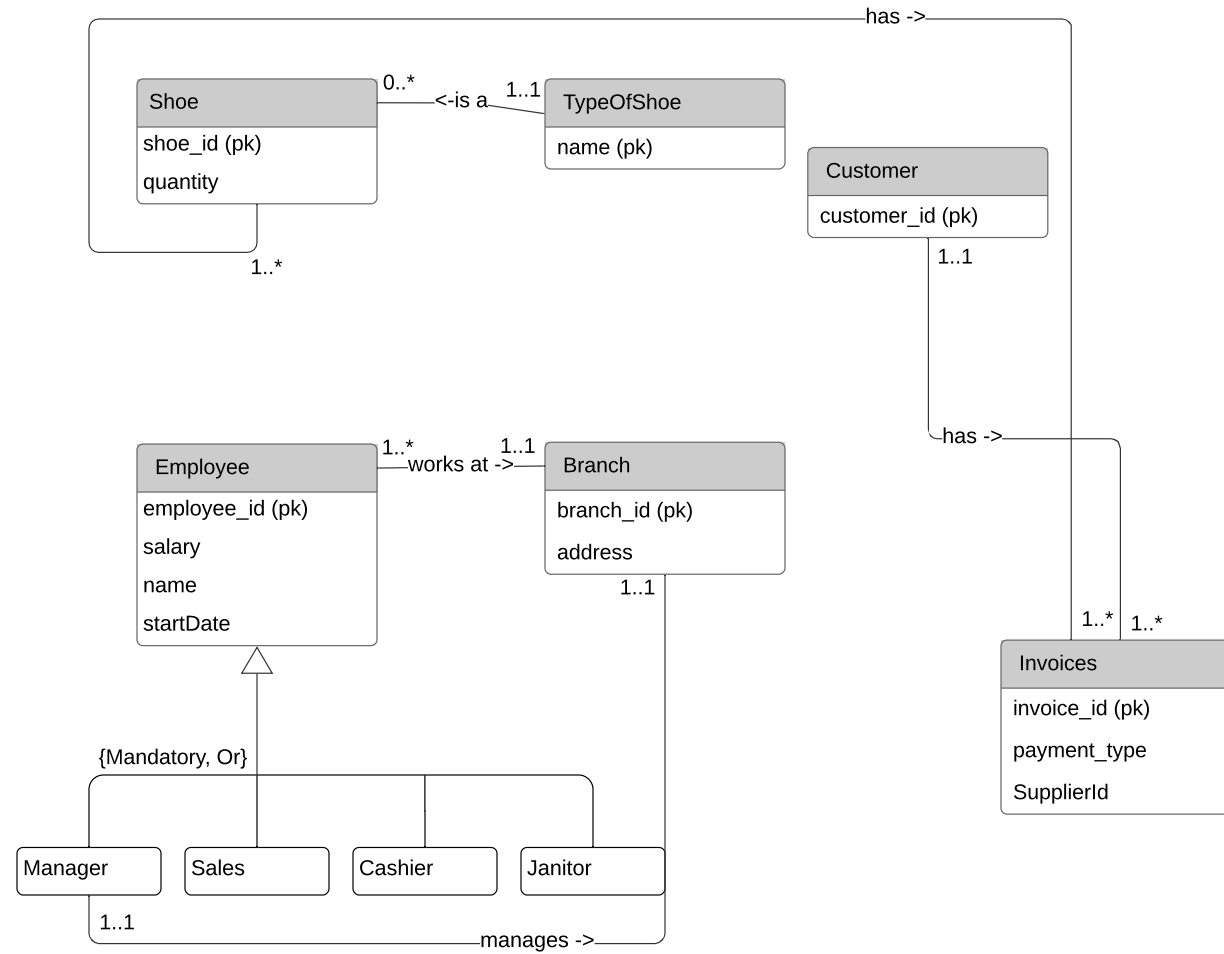 has ->
0..*
<-is a
1..1
Shoe
shoe_id (pk)
quantity
1..*
TypeOfShoe
name (pk)
Customer
customer_id (pk)
1..1
has ->
1..*
works at ->
1..1
Employee
employee_id (pk)
salary
name
startDate
Branch
branch_id (pk)
address
1..1
1..*
1..*
Invoices
invoice_id (pk)
payment_type
SupplierId
{Mandatory, Or}
Manager
Sales
Cashier
Janitor
1..1
manages ->